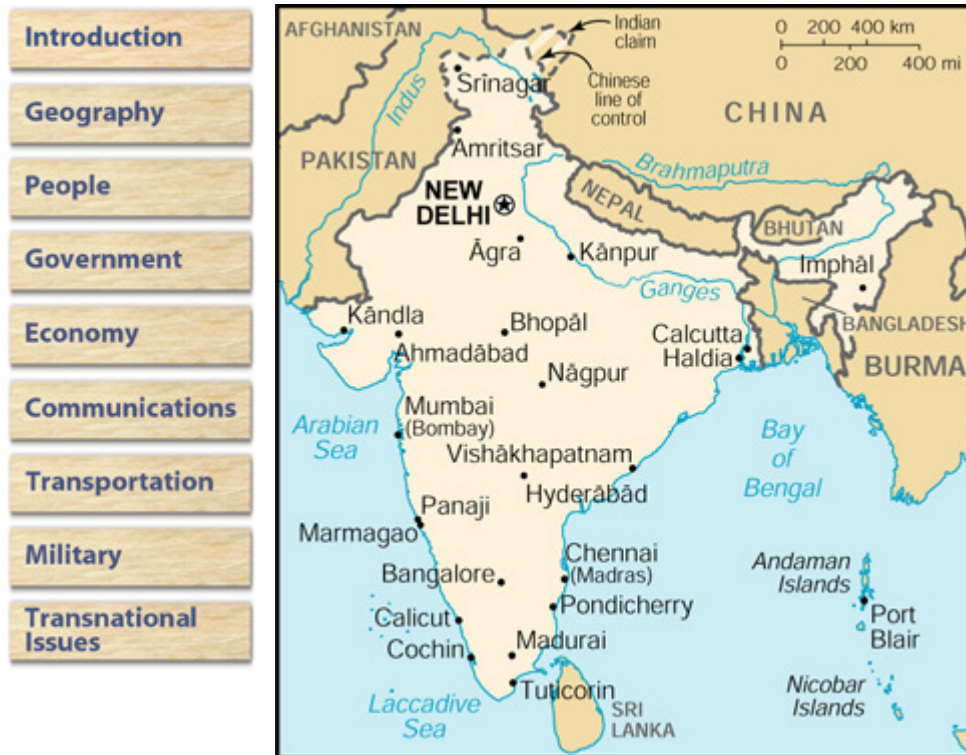 Introduction
Geography
People
Government
Economy
Communications
Transportation
Military
Transnational
Issues
AFGHANISTAN
Indian
claim
0 200 400 km
0 200 400 mi
Chinese
line of
control
Srīnagar
Indus
CHINA
PAKISTAN
Amritsar
Brahmaputra
NEW
DELHI
NEPAL
BHUTAN
Āgra
Kānpur
Imphāl
Ganges
Kāndla
Bhopāl
BANGLADESH
Ahmadābad
Calcutta
Haldia
BURMA
Nāgpur
Arabian
Sea
Mumbai
(Bombay)
Bay
of
Bengal
Vishākhapatnam
Hyderābād
Panaji
Marmagao
Chennai
(Madras)
Andaman
Islands
Bangalore
Pondicherry
Port
Blair
Calicut
Cochin
Madurai
Nicobar
Islands
Laccadive
Sea
Tuticorin
SRI
LANKA